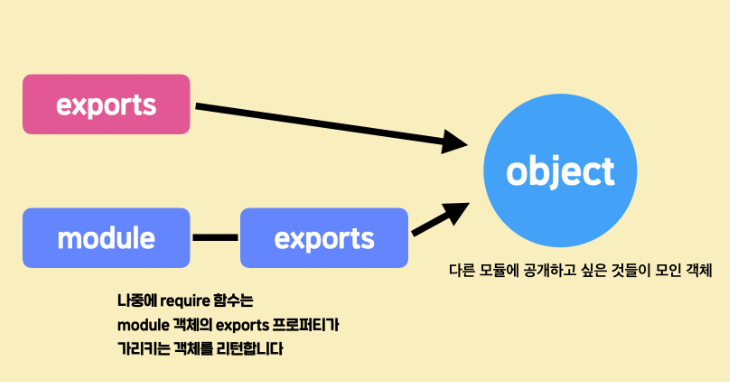 exports
object
module
exports
다른 모듈에 공개하고 싶은 것들이 모인 객체
나중에 require 함수는
module 객체의 exports 프로퍼티가
가리키는 객체를 리턴합니다